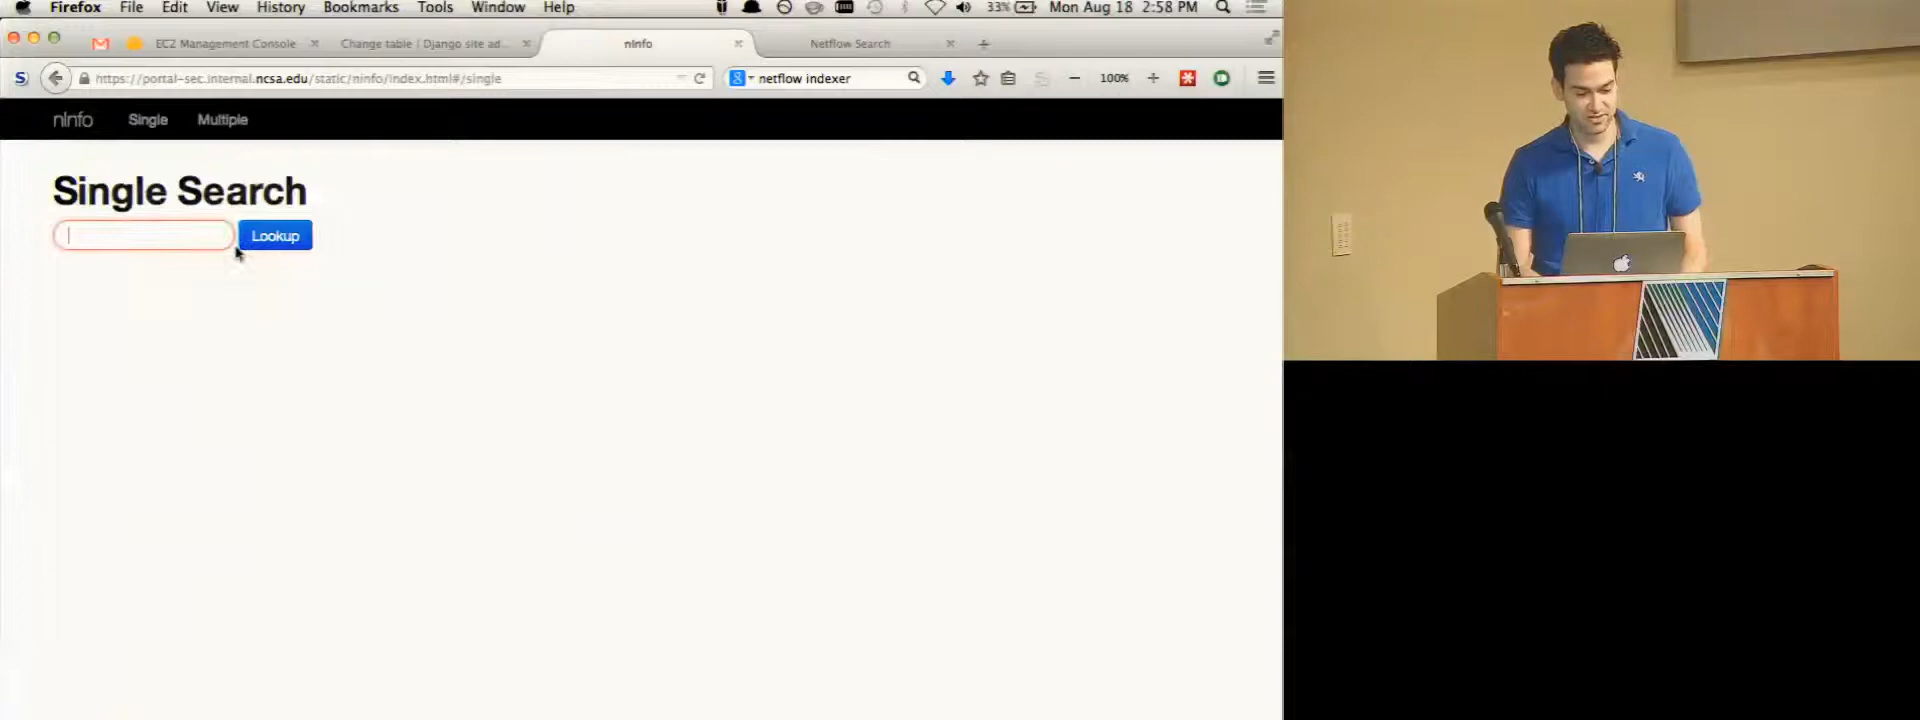 Firefox File Edit View History Bookmarks Tools Window Help 33% Mon Aug 18 2:58 PM
EC2 Management Console Change table | Django site ad... nInfo Netflow Search
S https://portal-sec.internal.ncsa.edu/static/ninfo/index.html#/single netflow indexer 100%
nInfo Single Multiple
Single Search
Lookup